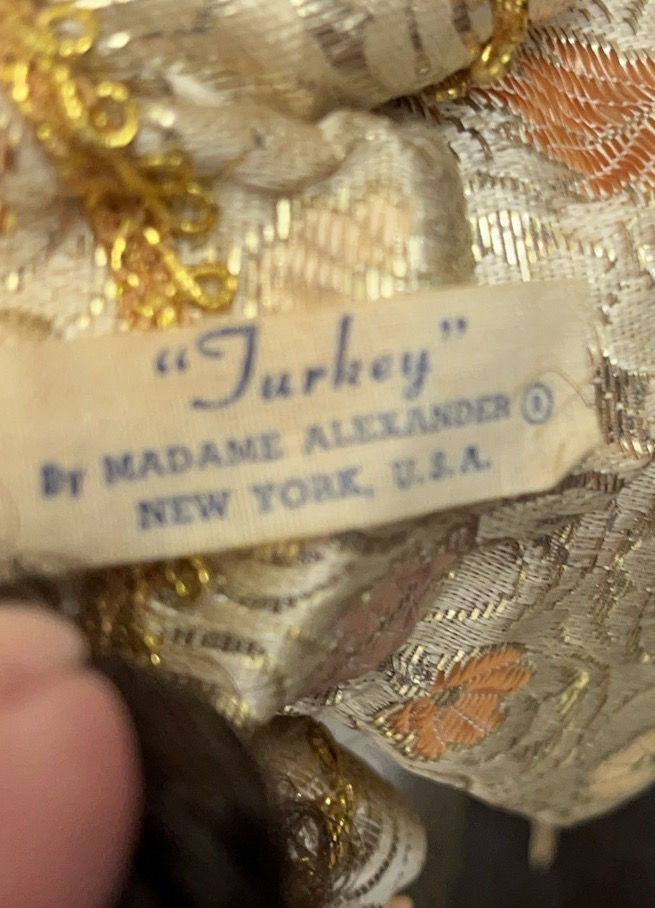 “Turkey”
By MADAME ALEXANDER ®
NEW YORK, U.S.A.